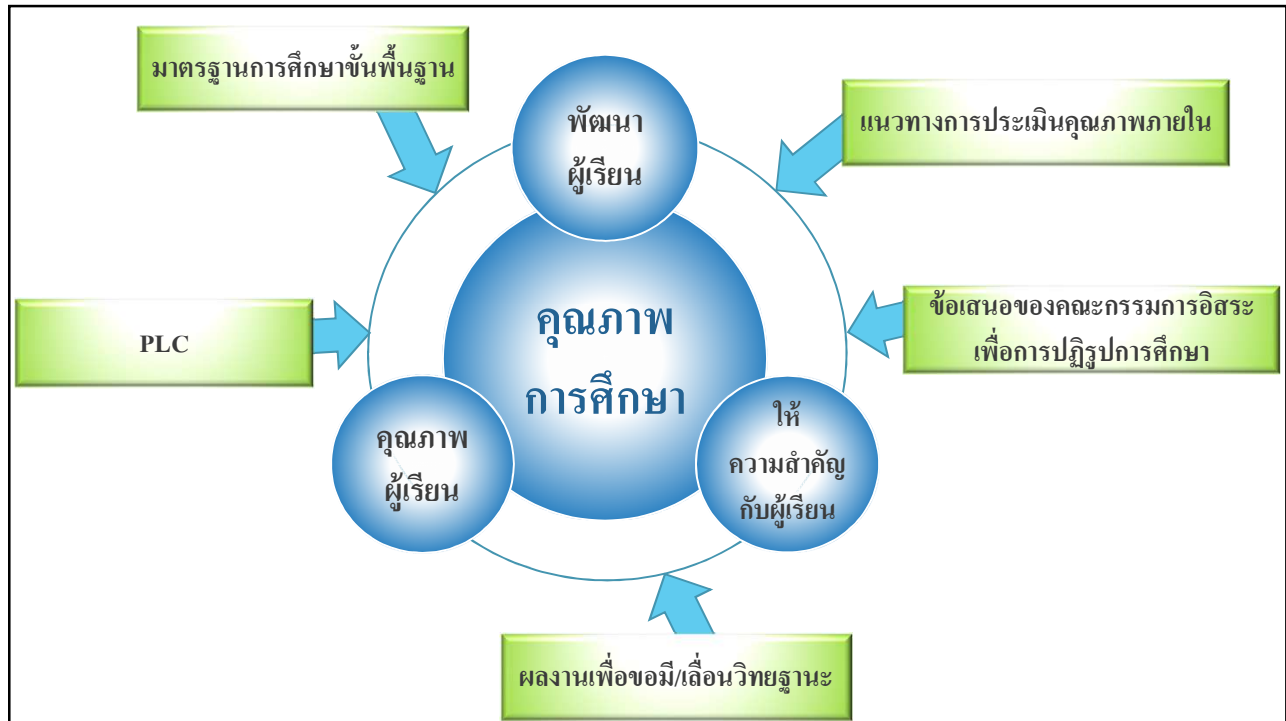 มาตรฐานการศึกษาขั้นพื้นฐาน
พัฒนา
ผู้เรียน
แนวทางการประเมินคุณภาพภายใน
PLC
คุณภาพ
การศึกษา
ข้อเสนอของคณะกรรมการอิสระ
เพื่อการปฏิรูปการศึกษา
คุณภาพ
ผู้เรียน
ให้
ความสำคัญ
กับผู้เรียน
ผลงานเพื่อขอมี/เลื่อนวิทยฐานะ